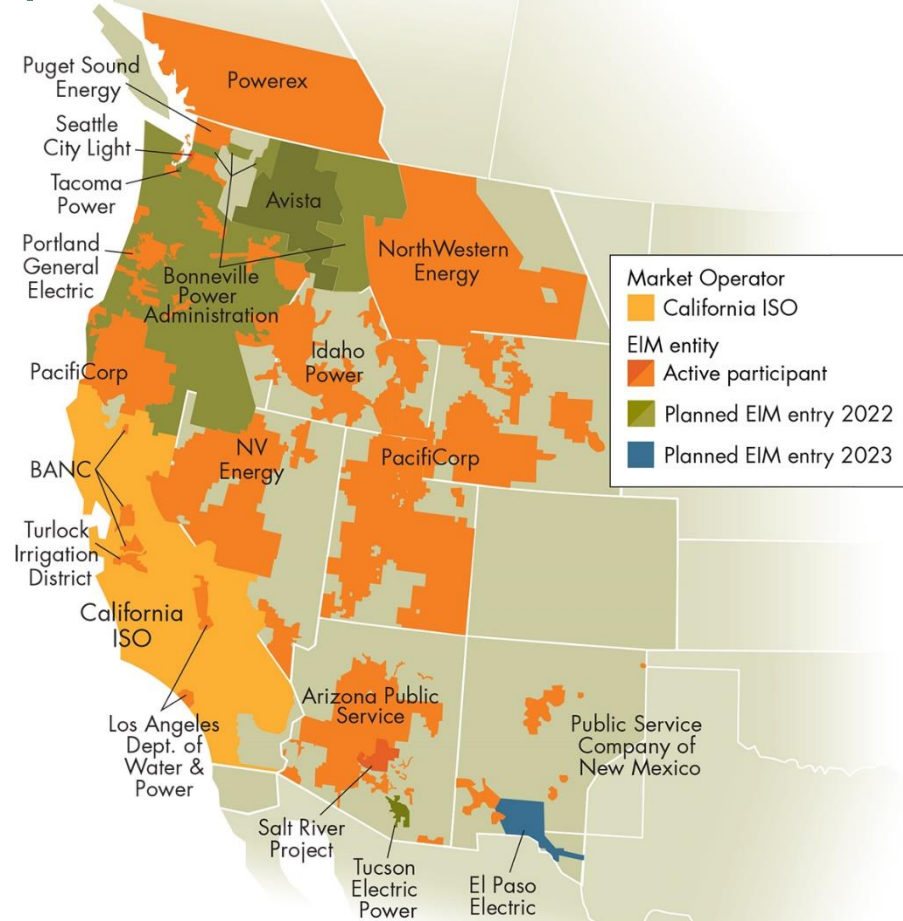 Puget Sound
Energy
Powerex
Seattle
City Light
Tacoma
Power
Avista
Portland
General
Electric
Bonneville
Power
Administration
NorthWestern
Energy
Market Operator
California ISO
EIM entity
Active participant
Planned EIM entry 2022
Planned EIM entry 2023
PacifiCorp
Idaho
Power
BANC
NV
Energy
PacifiCorp
Turlock
Irrigation
District
California
ISO
Los Angeles
Dept. of
Water &
Power
Arizona Public
Service
Public Service
Company of
New Mexico
Salt River
Project
Tucson
Electric
Power
El Paso
Electric